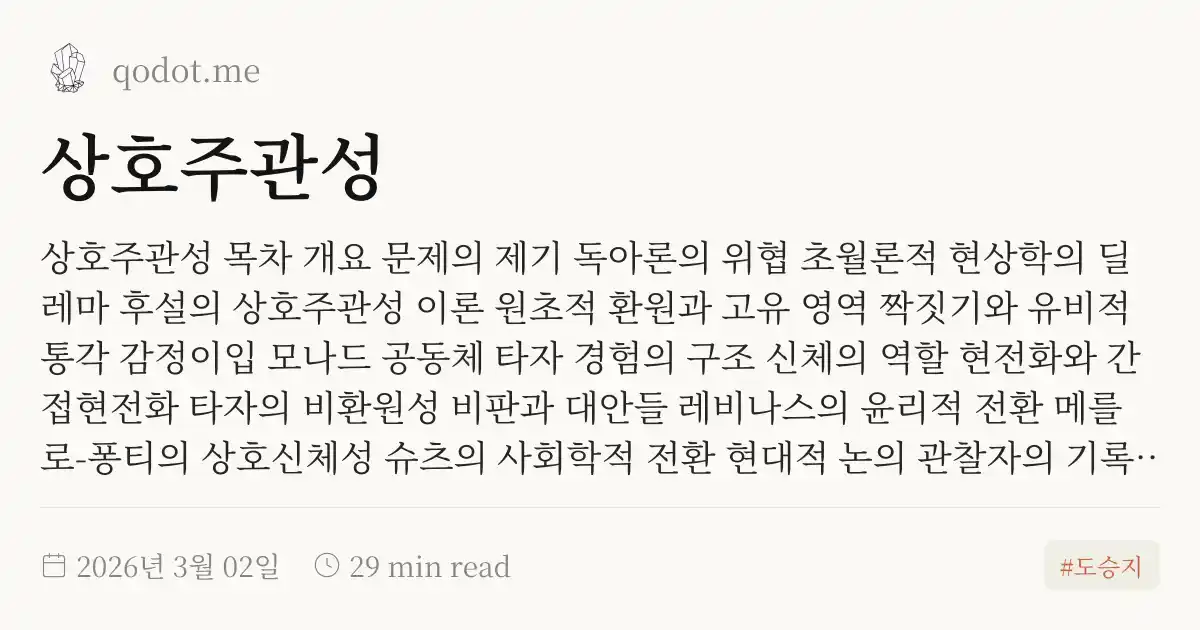 qodot.me
상호주관성
상호주관성 목차 개요 문제의 제기 독아론의 위협 초월론적 현상학의 딜
레마 후설의 상호주관성 이론 원초적 환원과 고유 영역 짝짓기와 유비적
통각 감정이입 모나드 공동체 타자 경험의 구조 신체의 역할 현전화와 간
접현전화 타자의 비환원성 비판과 대안들 레비나스의 윤리적 전환 메를
로-퐁티의 상호신체성 슈츠의 사회학적 전환 현대적 논의 관찰자의 기록··
2026년 3월 02일 29 min read
#도승지